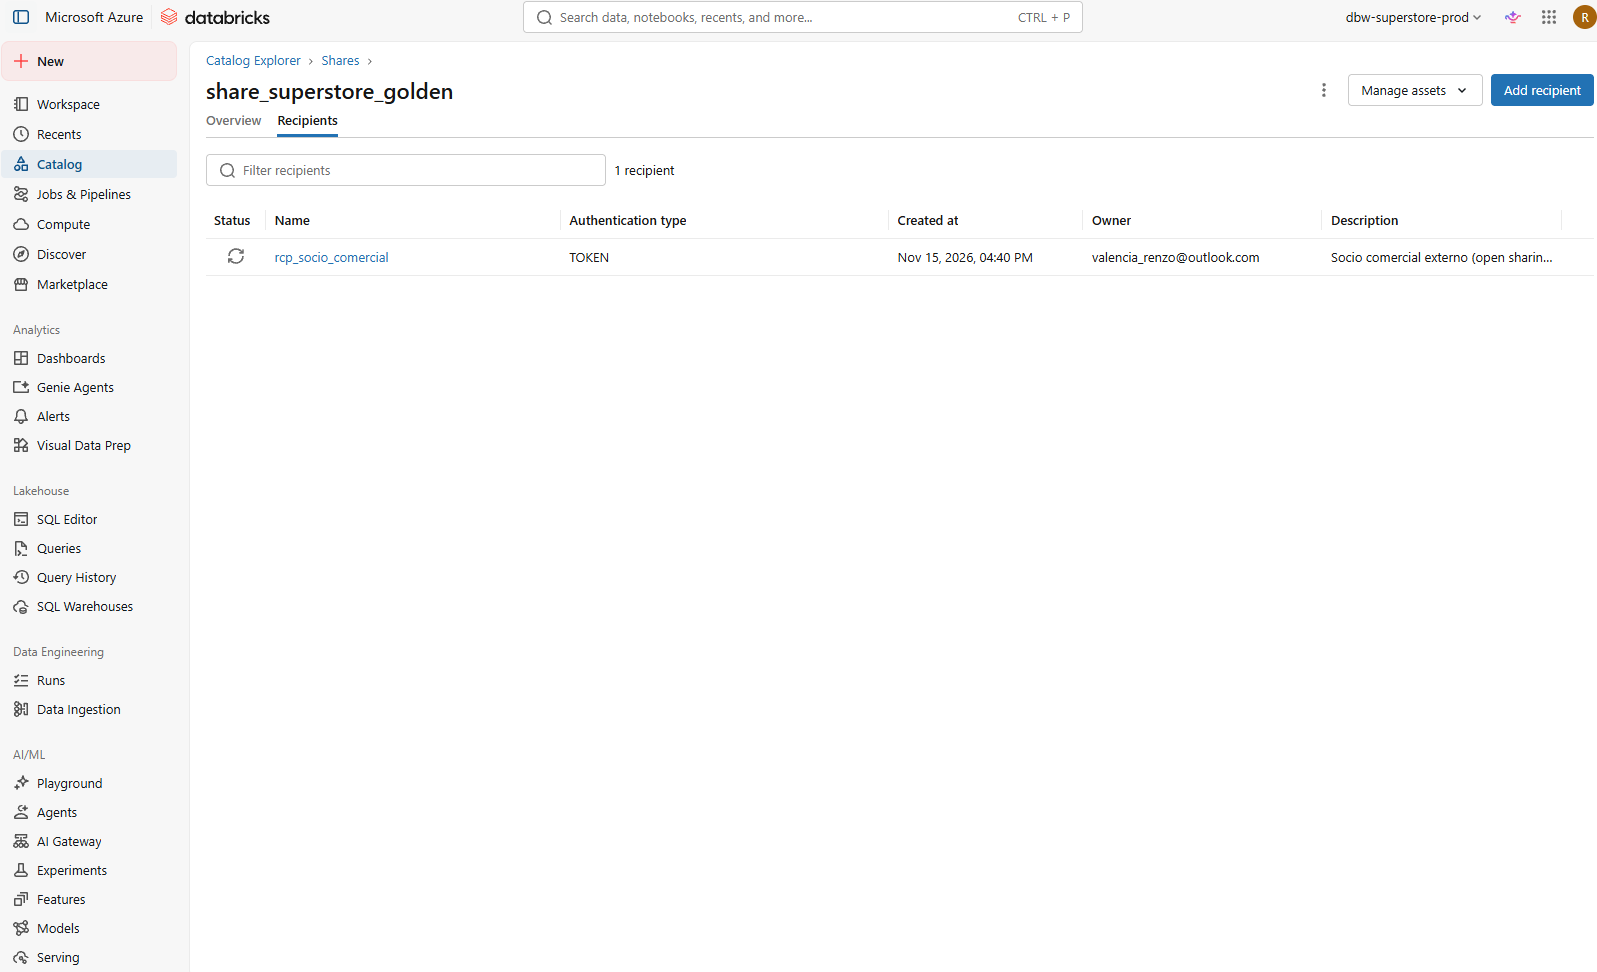 Microsoft Azure databricks
Search data, notebooks, recents, and more... CTRL + P
dbw-superstore-prod
R
New
Workspace
Recents
Catalog
Jobs & Pipelines
Compute
Discover
Marketplace
Analytics
Dashboards
Genie Agents
Alerts
Visual Data Prep
Lakehouse
SQL Editor
Queries
Query History
SQL Warehouses
Data Engineering
Runs
Data Ingestion
AI/ML
Playground
Agents
AI Gateway
Experiments
Features
Models
Serving
Catalog Explorer › Shares ›
share_superstore_golden
Manage assets
Add recipient
Overview Recipients
Filter recipients 1 recipient
Status Name Authentication type Created at Owner Description
rcp_socio_comercial TOKEN Nov 15, 2026, 04:40 PM valencia_renzo@outlook.com Socio comercial externo (open sharin...